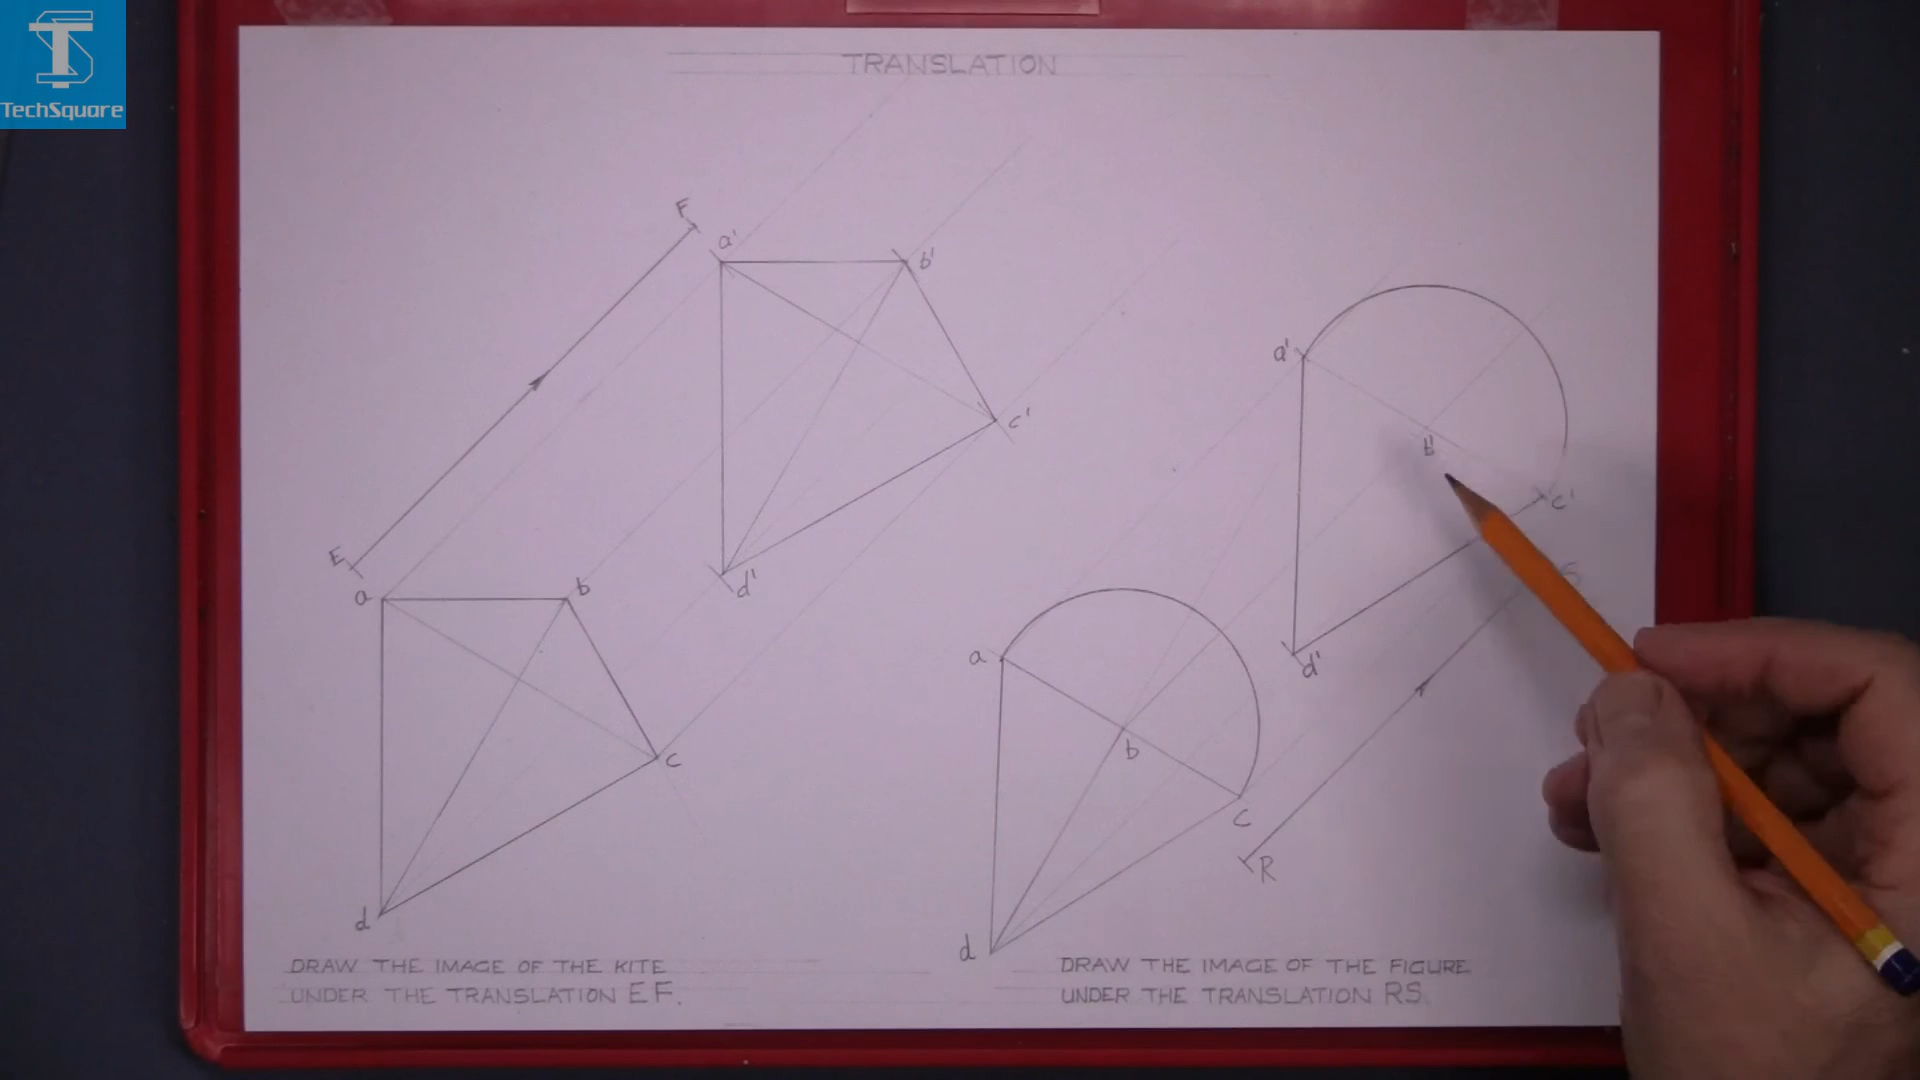 TechSquare
TRANSLATION
F
a'
b'
E
a
b
c'
d'
c
d
a'
b'
c'
S
d'
a
b
c
R
d
DRAW THE IMAGE OF THE KITE
UNDER THE TRANSLATION EF.
DRAW THE IMAGE OF THE FIGURE
UNDER THE TRANSLATION RS.